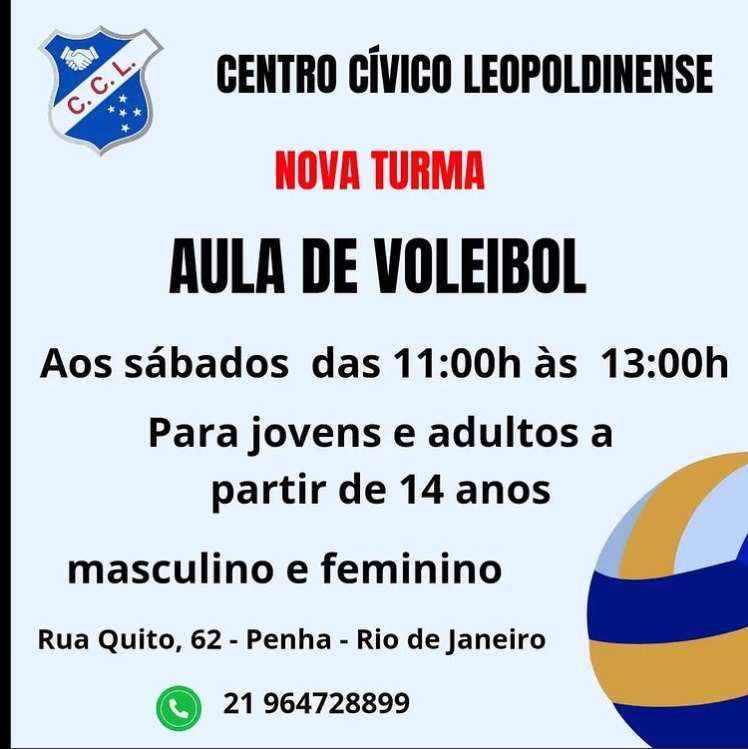 C. C. L.
CENTRO CÍVICO LEOPOLDINENSE
NOVA TURMA
AULA DE VOLEIBOL
Aos sábados das 11:00h às 13:00h
Para jovens e adultos a
partir de 14 anos
masculino e feminino
Rua Quito, 62 - Penha - Rio de Janeiro
21 964728899